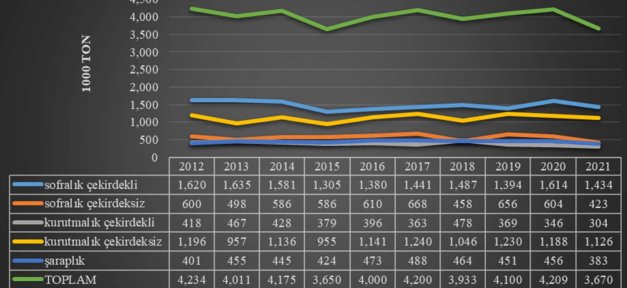 4,500
4,000
3,500
3,000
2,500
2,000
1,500
1,000
500
0
1000 TON
2012 2013 2014 2015 2016 2017 2018 2019 2020 2021
sofralık çekirdekli 1,620 1,635 1,581 1,305 1,380 1,441 1,487 1,394 1,614 1,434
sofralık çekirdeksiz 600 498 586 586 610 668 458 656 604 423
kurutmalık çekirdekli 418 467 428 379 396 363 478 369 346 304
kurutmalık çekirdeksiz 1,196 957 1,136 955 1,141 1,240 1,046 1,230 1,188 1,126
şaraplık 401 455 445 424 473 488 464 451 456 383
TOPLAM 4,234 4,011 4,175 3,650 4,000 4,200 3,933 4,100 4,209 3,670